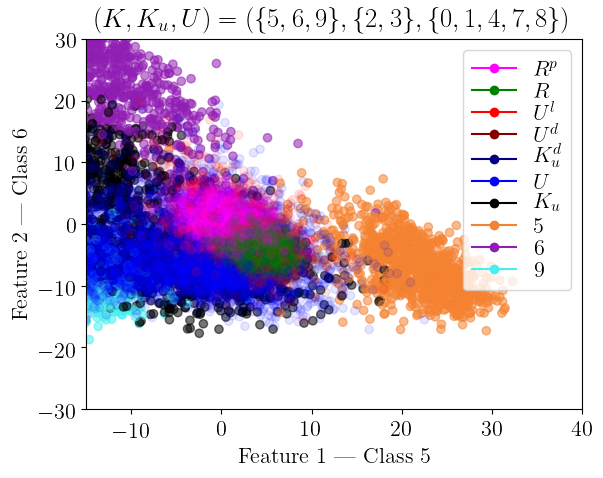 (K, K_u, U) = ({5, 6, 9}, {2, 3}, {0, 1, 4, 7, 8})
30
20
10
0
−10
−20
−30
Feature 2 — Class 6
R^p
R
U^l
U^d
K_u^d
U
K_u
5
6
9
−10
0
10
20
30
40
Feature 1 — Class 5